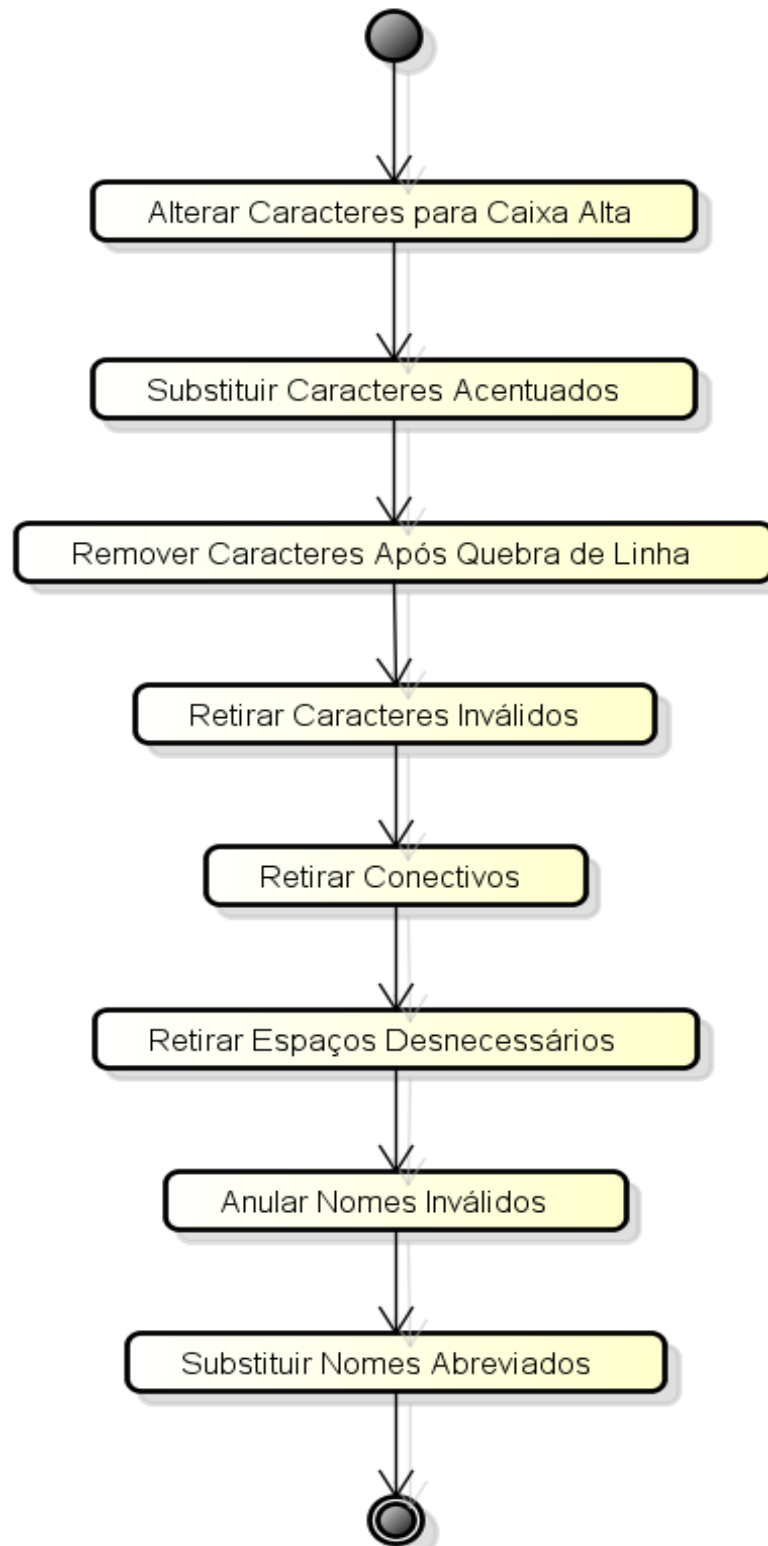 Alterar Caracteres para Caixa Alta
Substituir Caracteres Acentuados
Remover Caracteres Após Quebra de Linha
Retirar Caracteres Inválidos
Retirar Conectivos
Retirar Espaços Desnecessários
Anular Nomes Inválidos
Substituir Nomes Abreviados